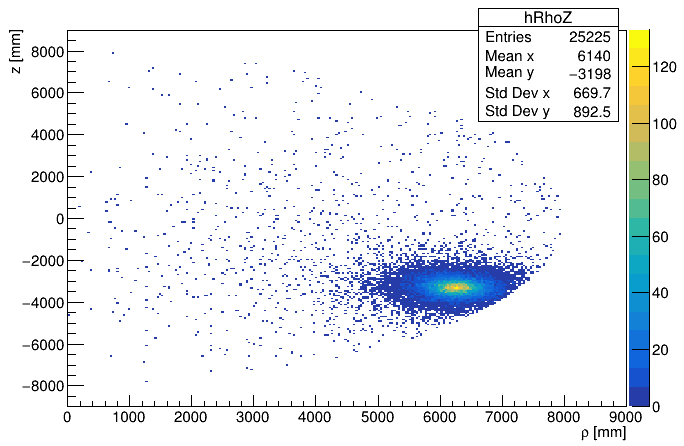 hRhoZ
Entries 25225
Mean x 6140
Mean y −3198
Std Dev x 669.7
Std Dev y 892.5
z [mm]
8000
6000
4000
2000
0
−2000
−4000
−6000
−8000
0 1000 2000 3000 4000 5000 6000 7000 8000 9000
ρ [mm]
120
100
80
60
40
20
0